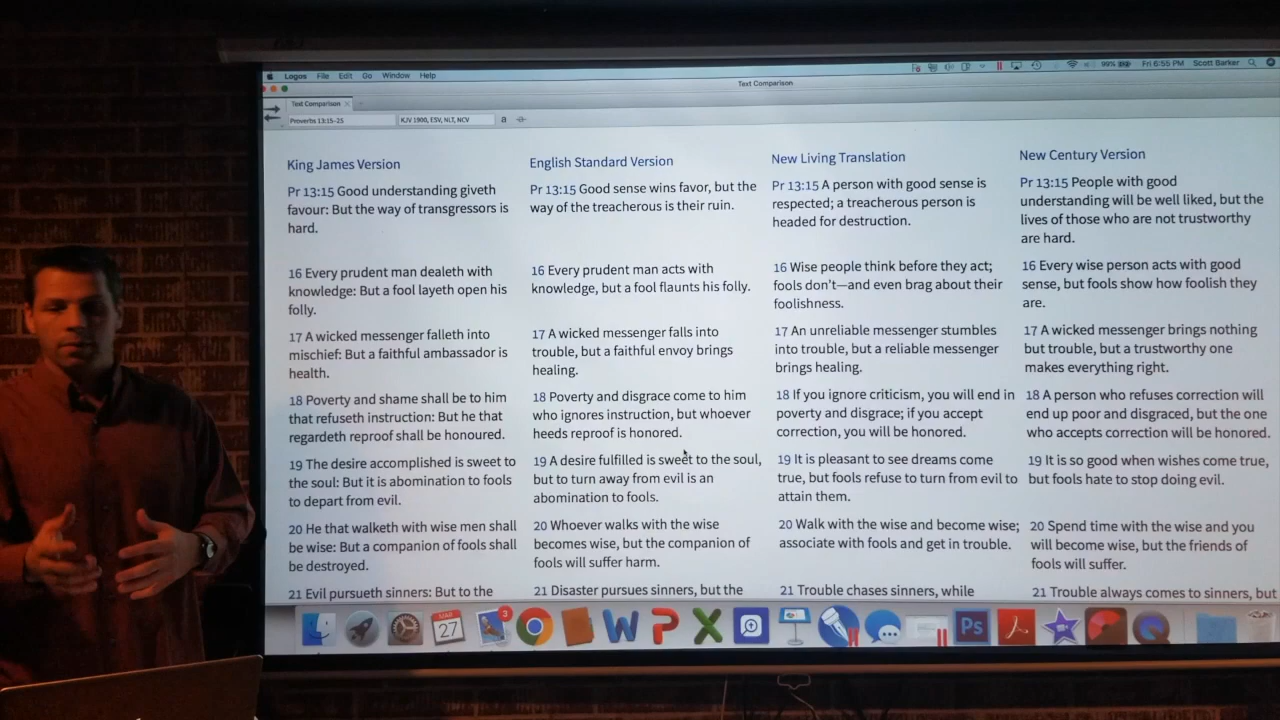 Logos File Edit Go Window Help
99% Fri 6:55 PM Scott Barker
Text Comparison
Text Comparison
Proverbs 13:15-25
KJV 1900, ESV, NLT, NCV
a
King James Version
Pr 13:15 Good understanding giveth
favour: But the way of transgressors is
hard.
16 Every prudent man dealeth with
knowledge: But a fool layeth open his
folly.
17 A wicked messenger falleth into
mischief: But a faithful ambassador is
health.
18 Poverty and shame shall be to him
that refuseth instruction: But he that
regardeth reproof shall be honoured.
19 The desire accomplished is sweet to
the soul: But it is abomination to fools
to depart from evil.
20 He that walketh with wise men shall
be wise: But a companion of fools shall
be destroyed.
21 Evil pursueth sinners: But to the
English Standard Version
Pr 13:15 Good sense wins favor, but the
way of the treacherous is their ruin.
16 Every prudent man acts with
knowledge, but a fool flaunts his folly.
17 A wicked messenger falls into
trouble, but a faithful envoy brings
healing.
18 Poverty and disgrace come to him
who ignores instruction, but whoever
heeds reproof is honored.
19 A desire fulfilled is sweet to the soul,
but to turn away from evil is an
abomination to fools.
20 Whoever walks with the wise
becomes wise, but the companion of
fools will suffer harm.
21 Disaster pursues sinners, but the
New Living Translation
Pr 13:15 A person with good sense is
respected; a treacherous person is
headed for destruction.
16 Wise people think before they act;
fools don't—and even brag about their
foolishness.
17 An unreliable messenger stumbles
into trouble, but a reliable messenger
brings healing.
18 If you ignore criticism, you will end in
poverty and disgrace; if you accept
correction, you will be honored.
19 It is pleasant to see dreams come
true, but fools refuse to turn from evil to
attain them.
20 Walk with the wise and become wise;
associate with fools and get in trouble.
21 Trouble chases sinners, while
New Century Version
Pr 13:15 People with good
understanding will be well liked, but the
lives of those who are not trustworthy
are hard.
16 Every wise person acts with good
sense, but fools show how foolish they
are.
17 A wicked messenger brings nothing
but trouble, but a trustworthy one
makes everything right.
18 A person who refuses correction will
end up poor and disgraced, but the one
who accepts correction will be honored.
19 It is so good when wishes come true,
but fools hate to stop doing evil.
20 Spend time with the wise and you
will become wise, but the friends of
fools will suffer.
21 Trouble always comes to sinners, but
MAR
27
3
W
P
X
Ps